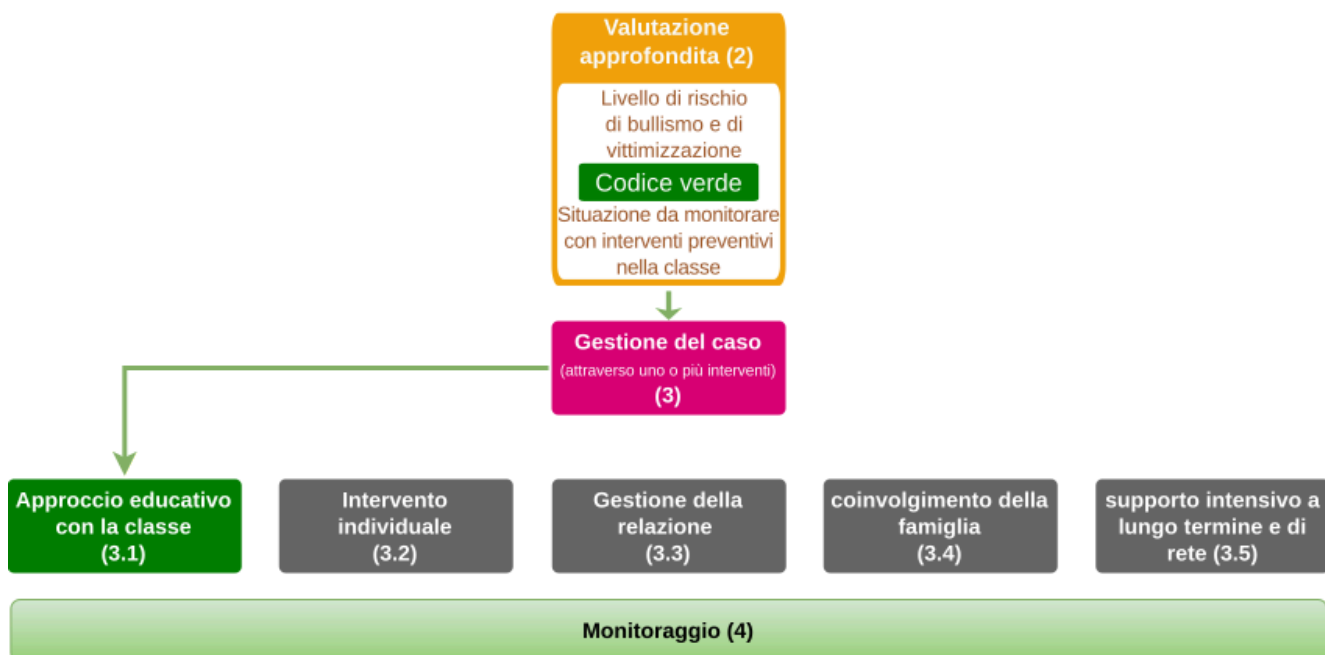 Valutazione
approfondita (2)
Livello di rischio
di bullismo e di
vittimizzazione
Codice verde
Situazione da monitorare
con interventi preventivi
nella classe
Gestione del caso
(attraverso uno o più interventi)
(3)
Approccio educativo
con la classe
(3.1)
Intervento
individuale
(3.2)
Gestione della
relazione
(3.3)
coinvolgimento della
famiglia
(3.4)
supporto intensivo a
lungo termine e di
rete (3.5)
Monitoraggio (4)